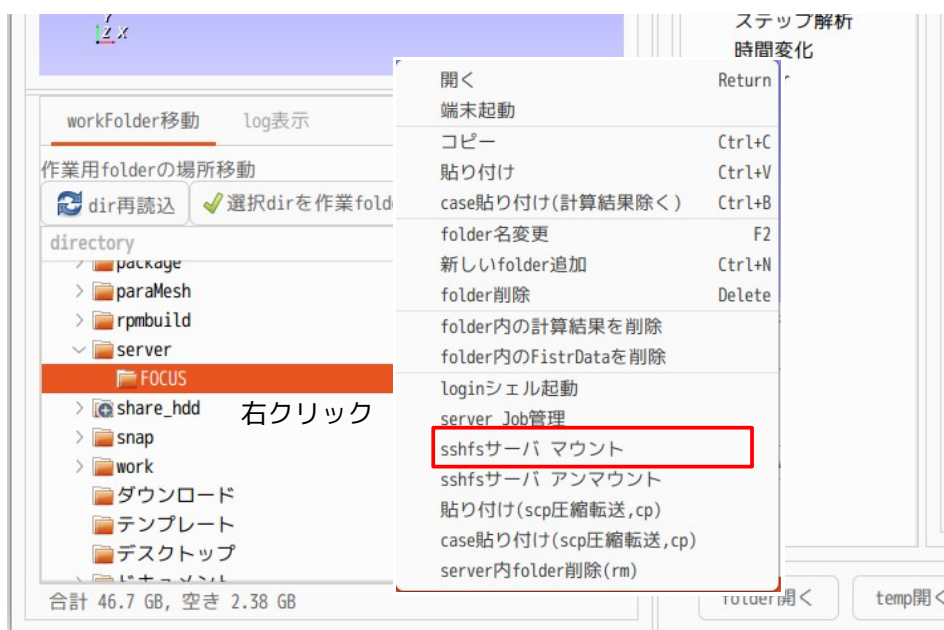 Y
Z X
ステップ解析
時間変化
workFolder移動 log表示
作業用folderの場所移動
dir再読込 選択dirを作業fold
directory
package
paraMesh
rpmbuild
server
FOCUS
share_hdd
snap
work
ダウンロード
テンプレート
デスクトップ
ドキュメント
合計 46.7 GB, 空き 2.38 GB
右クリック
開く Return
端末起動
コピー Ctrl+C
貼り付け Ctrl+V
case貼り付け(計算結果除く) Ctrl+B
folder名変更 F2
新しいfolder追加 Ctrl+N
folder削除 Delete
folder内の計算結果を削除
folder内のFistrDataを削除
loginシェル起動
server Job管理
sshfsサーバ マウント
sshfsサーバ アンマウント
貼り付け(scp圧縮転送,cp)
case貼り付け(scp圧縮転送,cp)
server内folder削除(rm)
folder開く temp開く